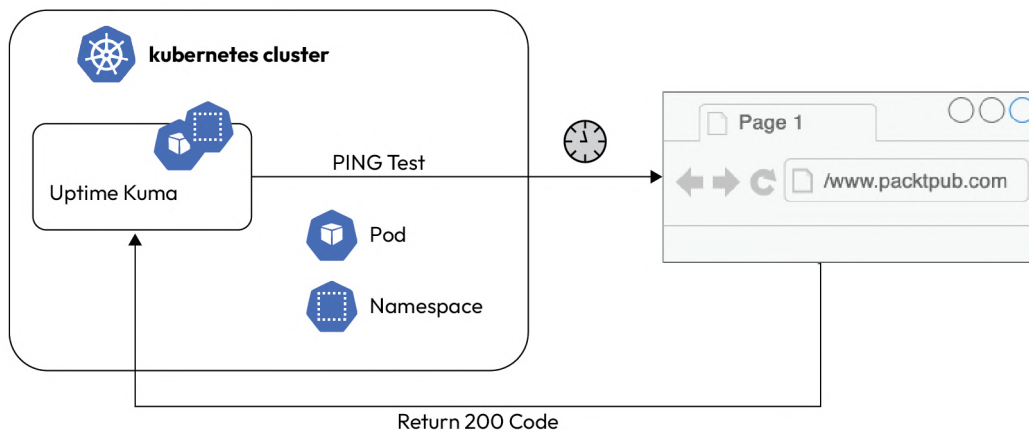 kubernetes cluster
Uptime Kuma
PING Test
Pod
Namespace
Page 1
/www.packtpub.com
Return 200 Code